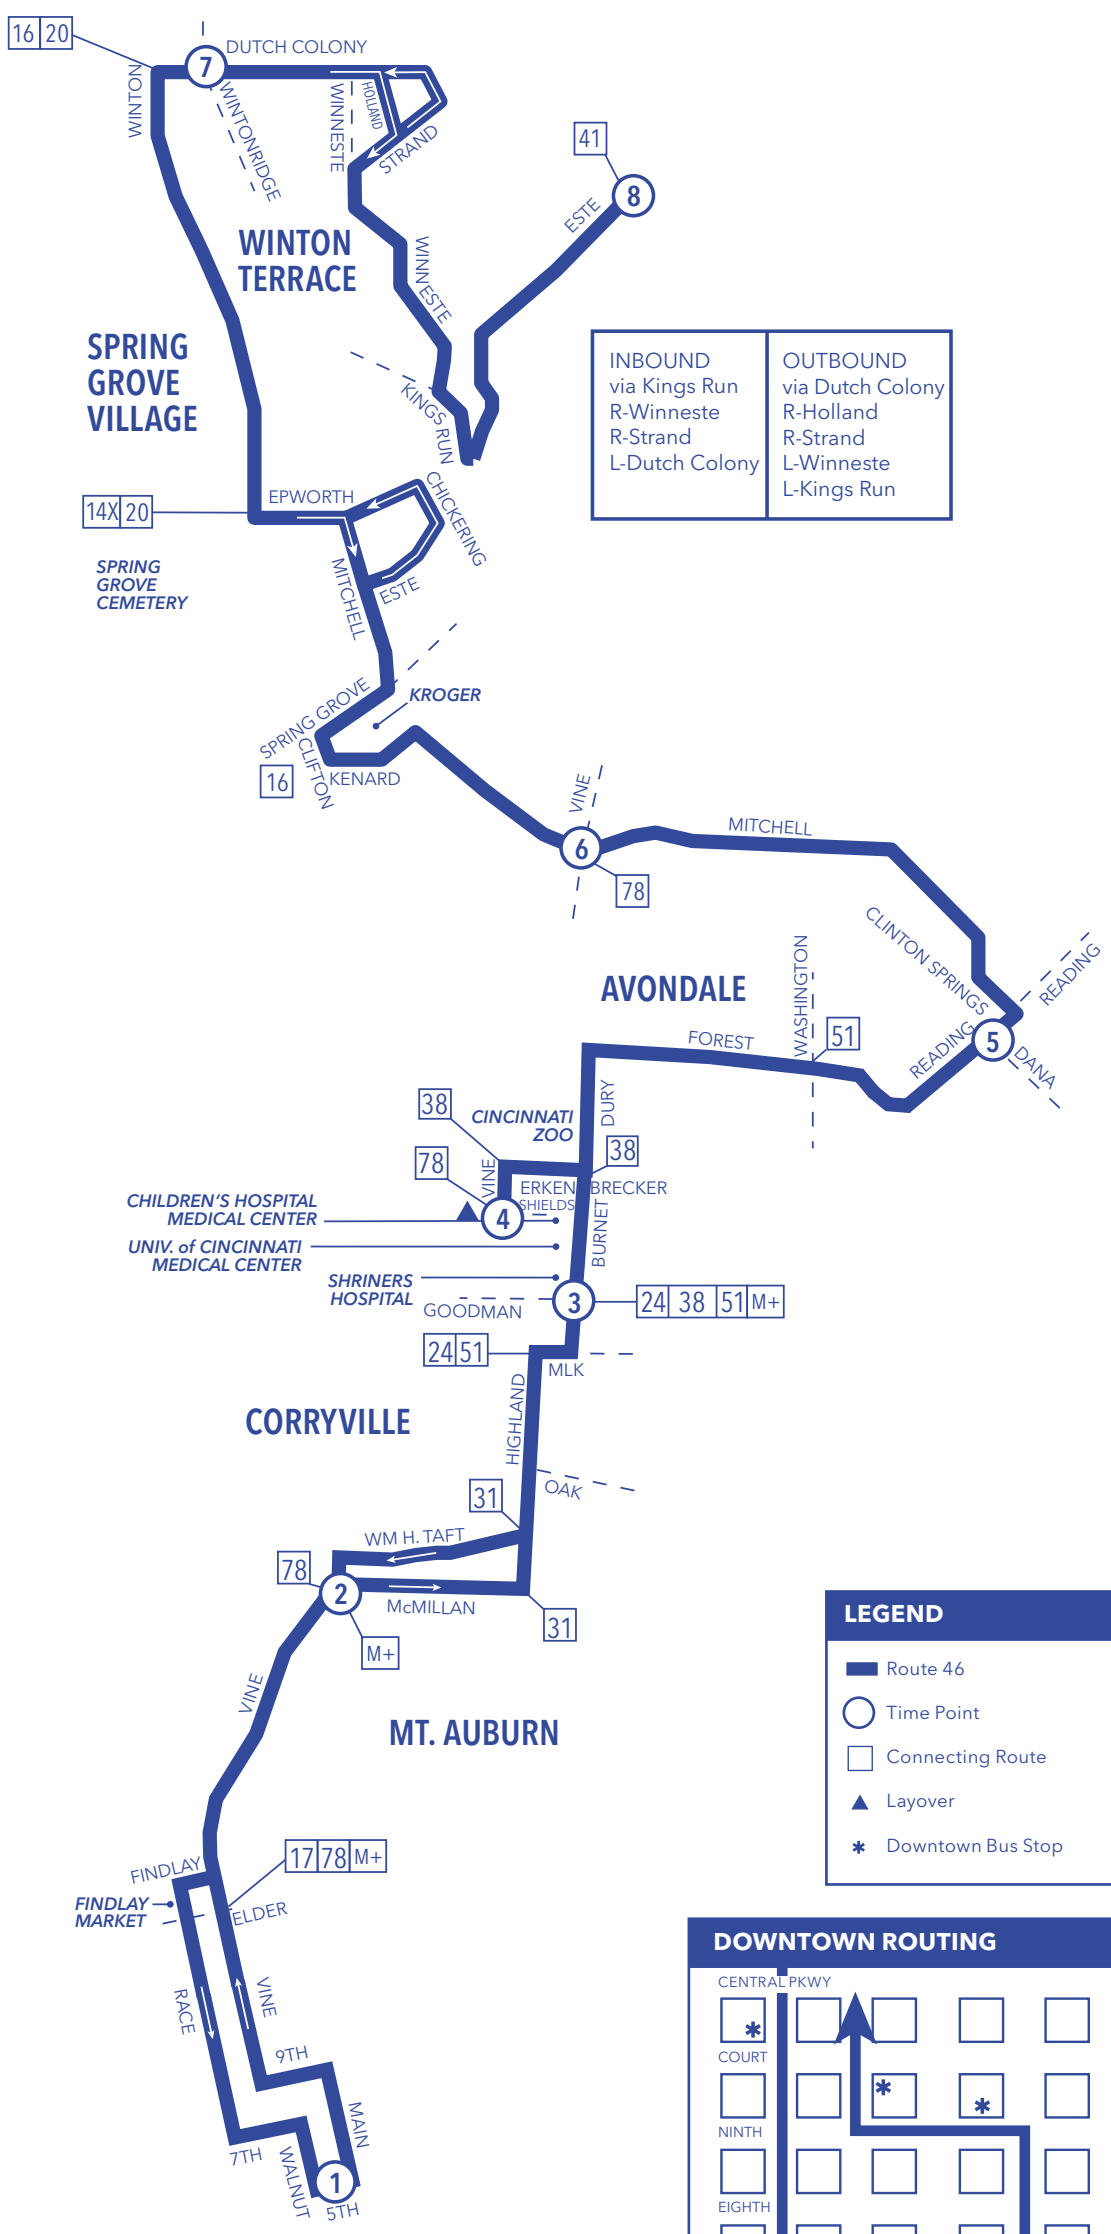 16 20
7
DUTCH COLONY
WINTON
WINTONRIDGE
WINNESTE
HOLLAND
STRAND
41
8
ESTE
WINTON
TERRACE
WINNESTE
SPRING
GROVE
VILLAGE
KINGS RUN
INBOUND
via Kings Run
R-Winneste
R-Strand
L-Dutch Colony
OUTBOUND
via Dutch Colony
R-Holland
R-Strand
L-Winneste
L-Kings Run
14X 20
EPWORTH
CHICKERING
SPRING
GROVE
CEMETERY
MITCHELL
ESTE
SPRING GROVE
KROGER
16
CLIFTON
KENARD
VINE
6
78
MITCHELL
CLINTON SPRINGS
READING
AVONDALE
WASHINGTON
51
FOREST
READING
5
DANA
DURY
38
CINCINNATI
ZOO
38
78
VINE
ERKENBRECKER
SHIELDS
4
BURNET
CHILDREN'S HOSPITAL
MEDICAL CENTER
UNIV. of CINCINNATI
MEDICAL CENTER
SHRINERS
HOSPITAL
GOODMAN
3
24 38 51 M+
24 51
MLK
HIGHLAND
CORRYVILLE
OAK
31
WM H. TAFT
78
2
McMILLAN
31
M+
VINE
MT. AUBURN
LEGEND
Route 46
Time Point
Connecting Route
Layover
Downtown Bus Stop
17 78 M+
FINDLAY
FINDLAY
MARKET
ELDER
RACE
VINE
9TH
MAIN
7TH
WALNUT
1
5TH
DOWNTOWN ROUTING
CENTRAL PKWY
COURT
NINTH
EIGHTH